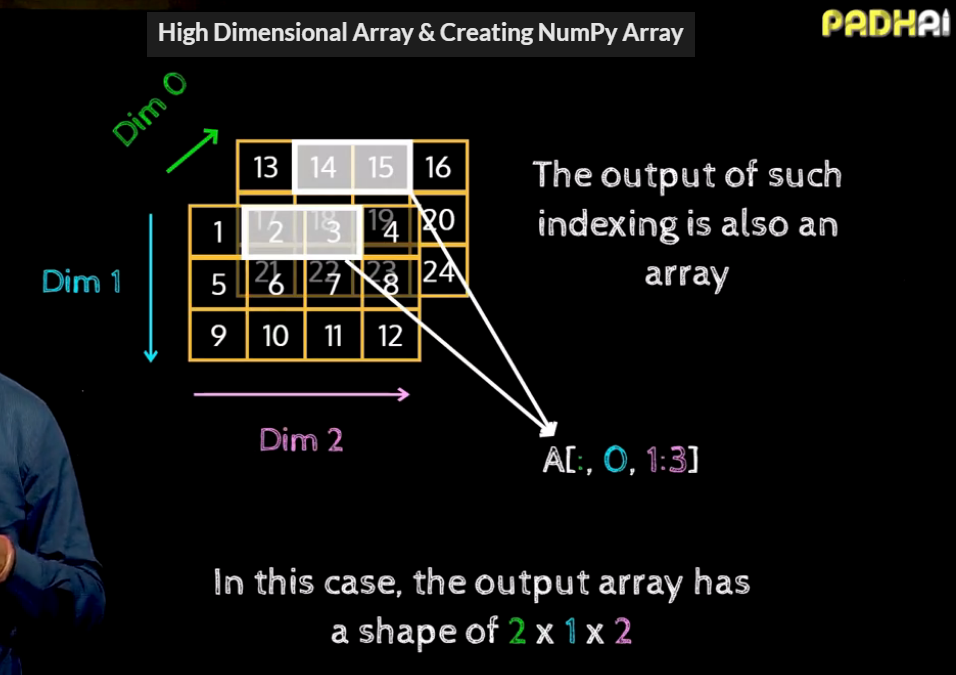 High Dimensional Array & Creating NumPy Array
PADHAI
Dim 0
13 14 15 16
17 18 19 20
21 22 23 24
1 2 3 4
5 6 7 8
9 10 11 12
Dim 1
Dim 2
The output of such
indexing is also an
array
A[:, 0, 1:3]
In this case, the output array has
a shape of 2 x 1 x 2